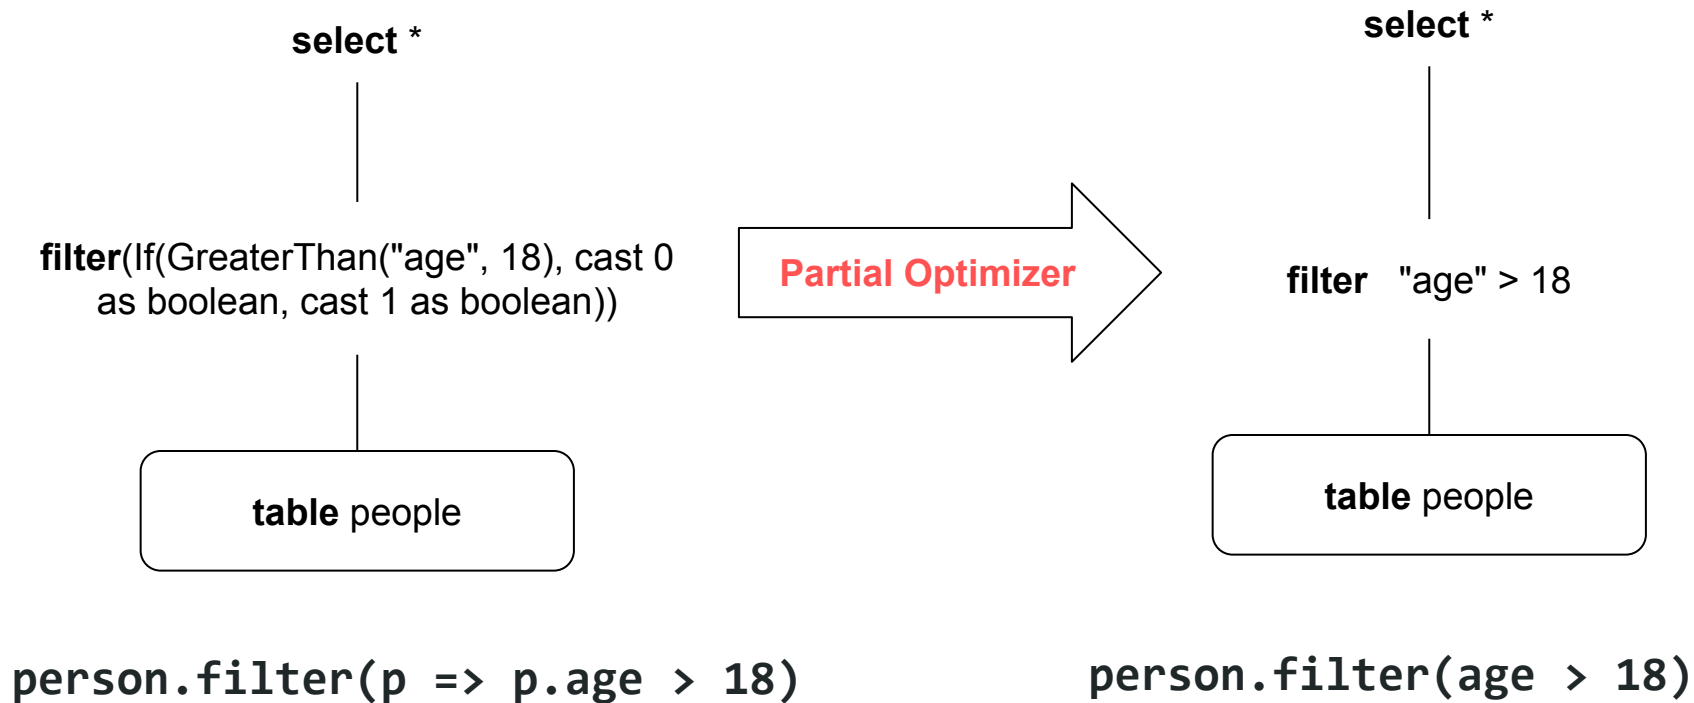 select *
filter(If(GreaterThan("age", 18), cast 0
as boolean, cast 1 as boolean))
table people
person.filter(p => p.age > 18)
Partial Optimizer
select *
filter "age" > 18
table people
person.filter(age > 18)